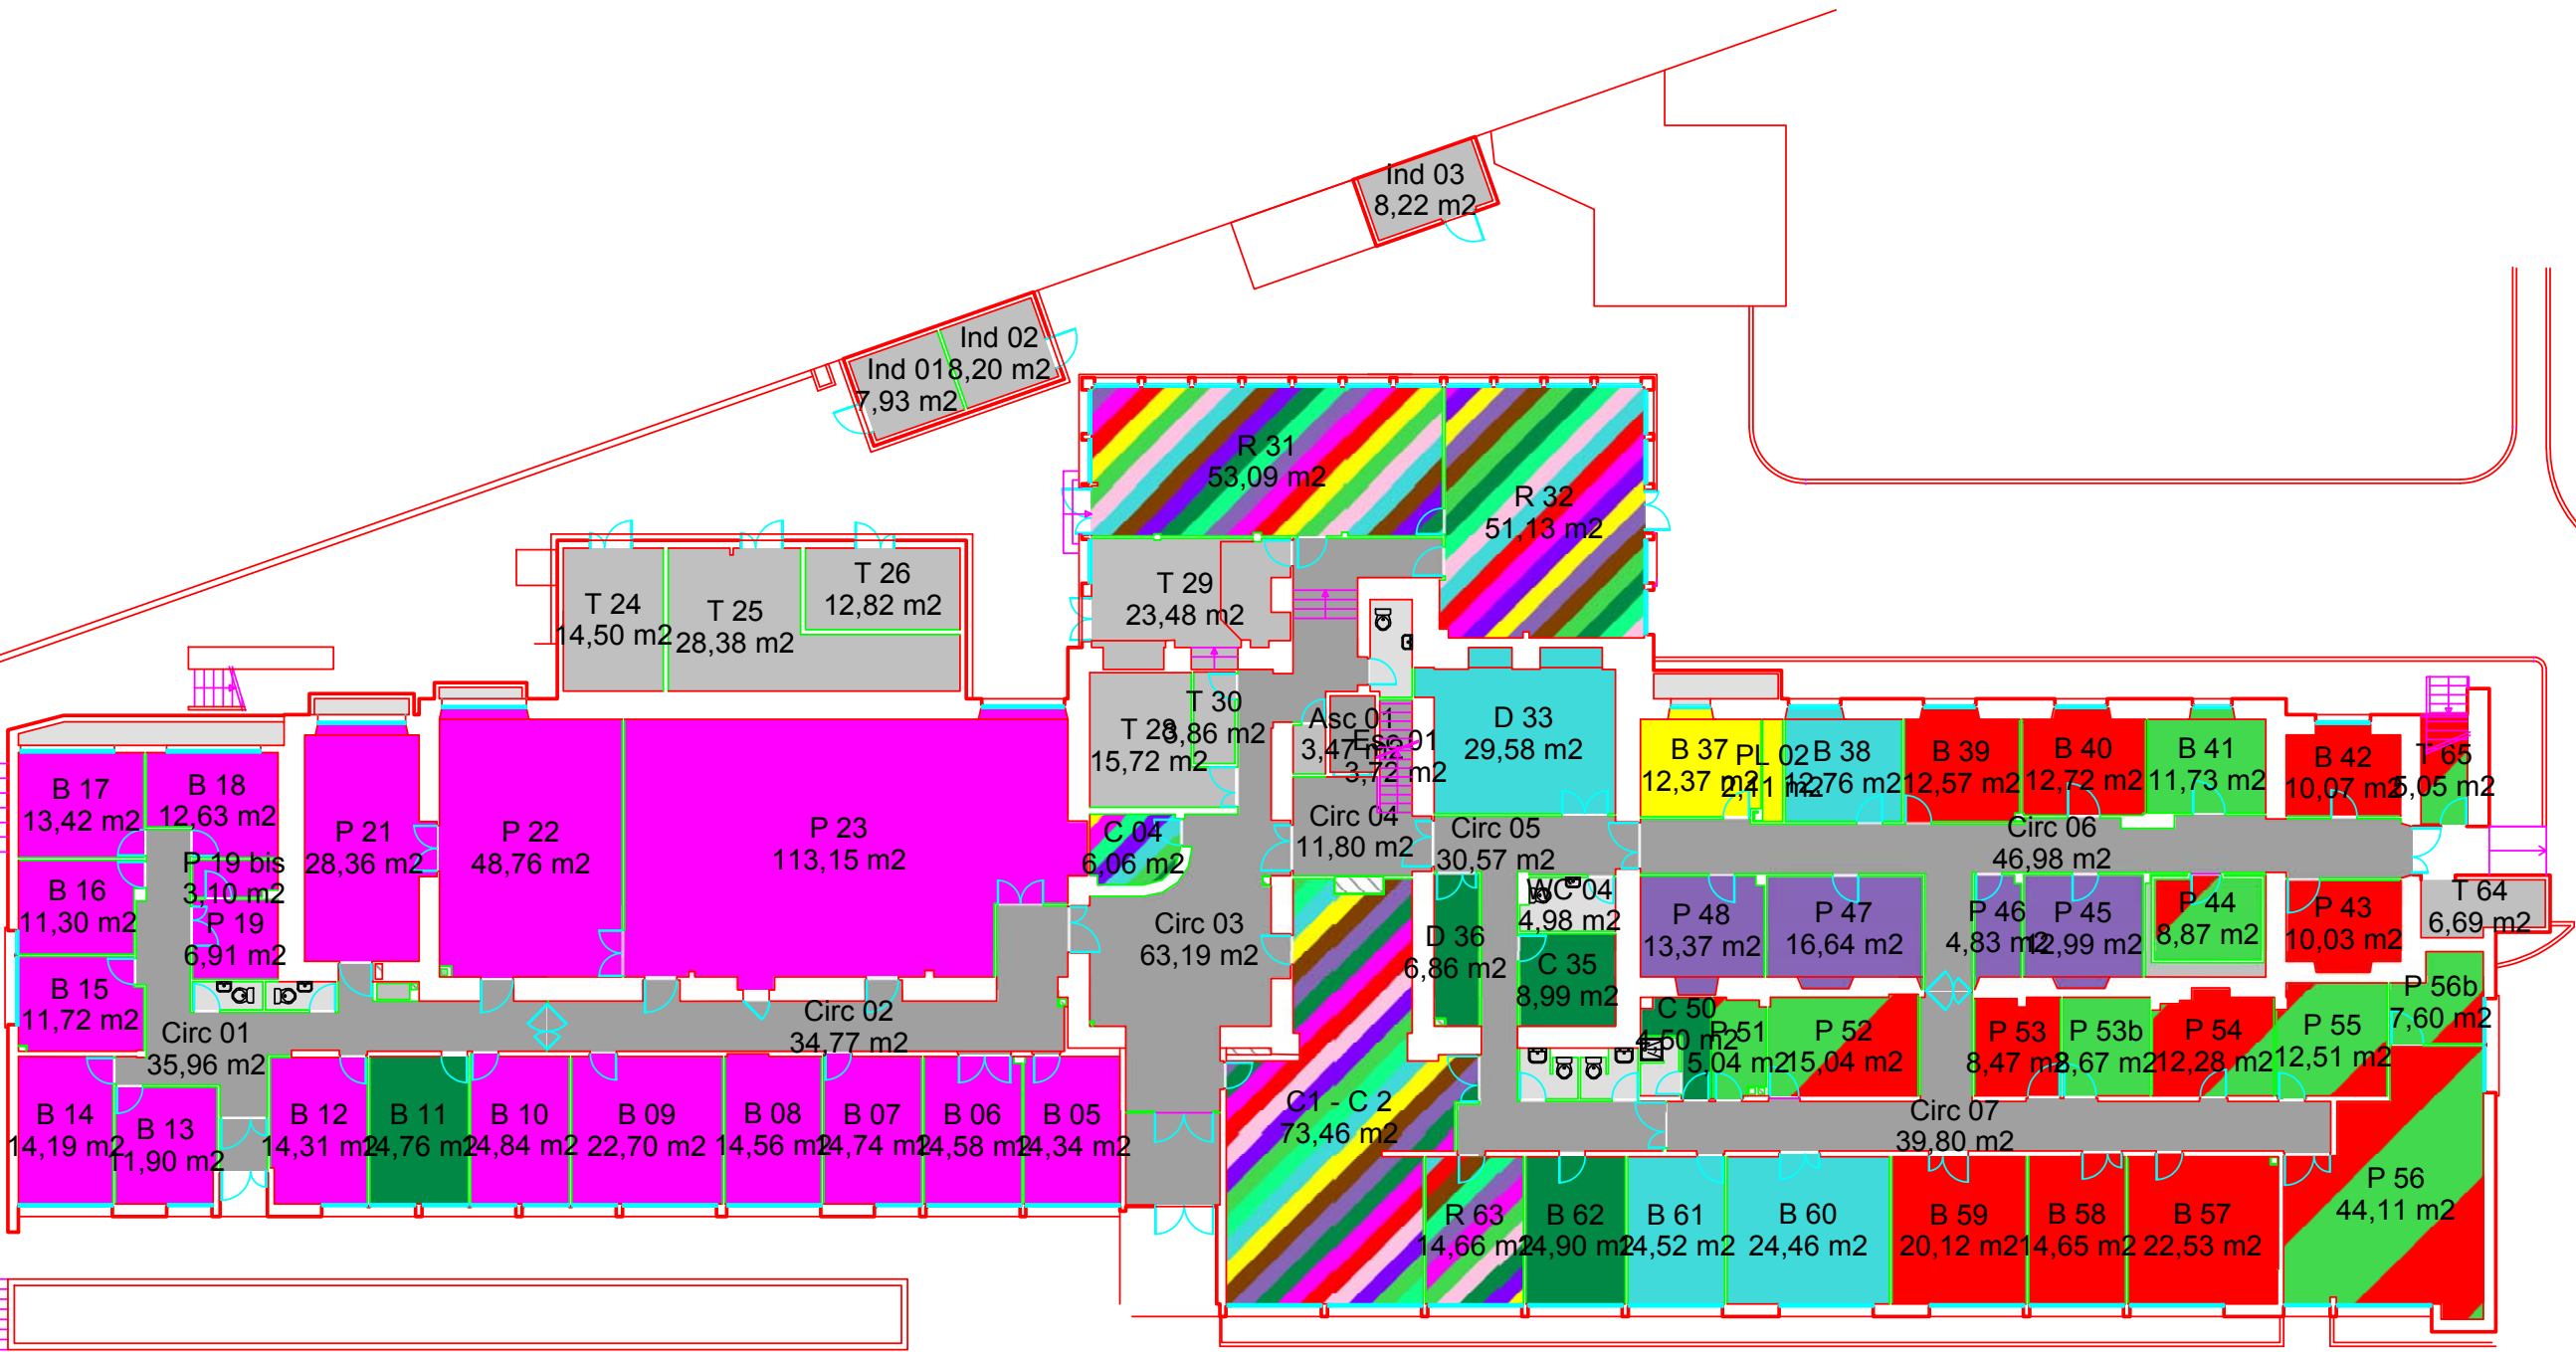 Ind 03
8,22 m2
Ind 02
8,20 m2
Ind 01
7,93 m2
R 31
53,09 m2
R 32
51,13 m2
T 24
14,50 m2
T 25
28,38 m2
T 26
12,82 m2
T 29
23,48 m2
T 28
15,72 m2
T 30
3,86 m2
Asc 01
3,47 m2
Esc 01
3,72 m2
D 33
29,58 m2
B 37
12,37 m2
PL 02
2,41 m2
B 38
12,76 m2
B 39
12,57 m2
B 40
12,72 m2
B 41
11,73 m2
B 42
10,07 m2
T 65
5,05 m2
B 17
13,42 m2
B 18
12,63 m2
P 21
28,36 m2
P 22
48,76 m2
P 23
113,15 m2
C 04
6,06 m2
Circ 04
11,80 m2
Circ 05
30,57 m2
Circ 06
46,98 m2
B 16
11,30 m2
P 19 bis
3,10 m2
P 19
6,91 m2
Circ 03
63,19 m2
D 36
6,86 m2
WC 04
4,98 m2
C 35
8,99 m2
P 48
13,37 m2
P 47
16,64 m2
P 46
4,83 m2
P 45
12,99 m2
P 44
8,87 m2
P 43
10,03 m2
T 64
6,69 m2
B 15
11,72 m2
Circ 01
35,96 m2
Circ 02
34,77 m2
C 50
4,60 m2
P 51
5,04 m2
P 52
15,04 m2
P 53
8,47 m2
P 53b
8,67 m2
P 54
12,28 m2
P 55
12,51 m2
P 56b
7,60 m2
B 14
14,19 m2
B 13
11,90 m2
B 12
14,31 m2
B 11
4,76 m2
B 10
4,84 m2
B 09
22,70 m2
B 08
14,56 m2
B 07
4,74 m2
B 06
4,58 m2
B 05
4,34 m2
C1 - C 2
73,46 m2
Circ 07
39,80 m2
R 63
14,66 m2
B 62
4,90 m2
B 61
4,52 m2
B 60
24,46 m2
B 59
20,12 m2
B 58
14,65 m2
B 57
22,53 m2
P 56
44,11 m2